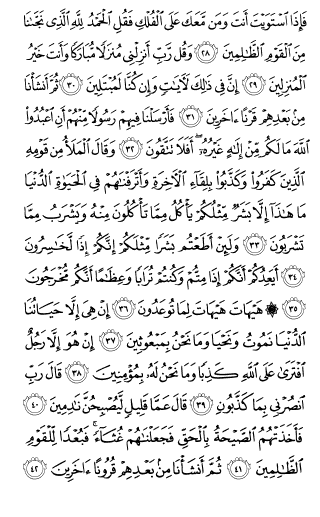 فَإِذَا ٱسْتَوَيْتَ أَنتَ وَمَن مَّعَكَ عَلَى ٱلْفُلْكِ فَقُلِ ٱلْحَمْدُ لِلَّهِ ٱلَّذِى نَجَّىٰنَا
مِنَ ٱلْقَوْمِ ٱلظَّٰلِمِينَ ٢٨ وَقُل رَّبِّ أَنزِلْنِى مُنزَلًا مُّبَارَكًا وَأَنتَ خَيْرُ
ٱلْمُنزِلِينَ ٢٩ إِنَّ فِى ذَٰلِكَ لَـَٔايَٰتٍ وَإِن كُنَّا لَمُبْتَلِينَ ٣٠ ثُمَّ أَنشَأْنَا
مِنۢ بَعْدِهِمْ قَرْنًا ءَاخَرِينَ ٣١ فَأَرْسَلْنَا فِيهِمْ رَسُولًا مِّنْهُمْ أَنِ ٱعْبُدُوا۟
ٱللَّهَ مَا لَكُم مِّنْ إِلَٰهٍ غَيْرُهُۥٓ ۖ أَفَلَا تَتَّقُونَ ٣٢ وَقَالَ ٱلْمَلَأُ مِن قَوْمِهِ
ٱلَّذِينَ كَفَرُوا۟ وَكَذَّبُوا۟ بِلِقَآءِ ٱلْـَٔاخِرَةِ وَأَتْرَفْنَٰهُمْ فِى ٱلْحَيَوٰةِ ٱلدُّنْيَا
مَا هَٰذَآ إِلَّا بَشَرٌ مِّثْلُكُمْ يَأْكُلُ مِمَّا تَأْكُلُونَ مِنْهُ وَيَشْرَبُ مِمَّا
تَشْرَبُونَ ٣٣ وَلَئِنْ أَطَعْتُم بَشَرًا مِّثْلَكُمْ إِنَّكُمْ إِذًا لَّخَٰسِرُونَ
٣٤ أَيَعِدُكُمْ أَنَّكُمْ إِذَا مِتُّمْ وَكُنتُمْ تُرَابًا وَعِظَٰمًا أَنَّكُم مُّخْرَجُونَ
٣٥ ۞ هَيْهَاتَ هَيْهَاتَ لِمَا تُوعَدُونَ ٣٦ إِنْ هِىَ إِلَّا حَيَاتُنَا
ٱلدُّنْيَا نَمُوتُ وَنَحْيَا وَمَا نَحْنُ بِمَبْعُوثِينَ ٣٧ إِنْ هُوَ إِلَّا رَجُلٌ
ٱفْتَرَىٰ عَلَى ٱللَّهِ كَذِبًا وَمَا نَحْنُ لَهُۥ بِمُؤْمِنِينَ ٣٨ قَالَ رَبِّ
ٱنصُرْنِى بِمَا كَذَّبُونِ ٣٩ قَالَ عَمَّا قَلِيلٍ لَّيُصْبِحُنَّ نَٰدِمِينَ ٤٠
فَأَخَذَتْهُمُ ٱلصَّيْحَةُ بِٱلْحَقِّ فَجَعَلْنَٰهُمْ غُثَآءً ۚ فَبُعْدًا لِّلْقَوْمِ
ٱلظَّٰلِمِينَ ٤١ ثُمَّ أَنشَأْنَا مِنۢ بَعْدِهِمْ قُرُونًا ءَاخَرِينَ ٤٢